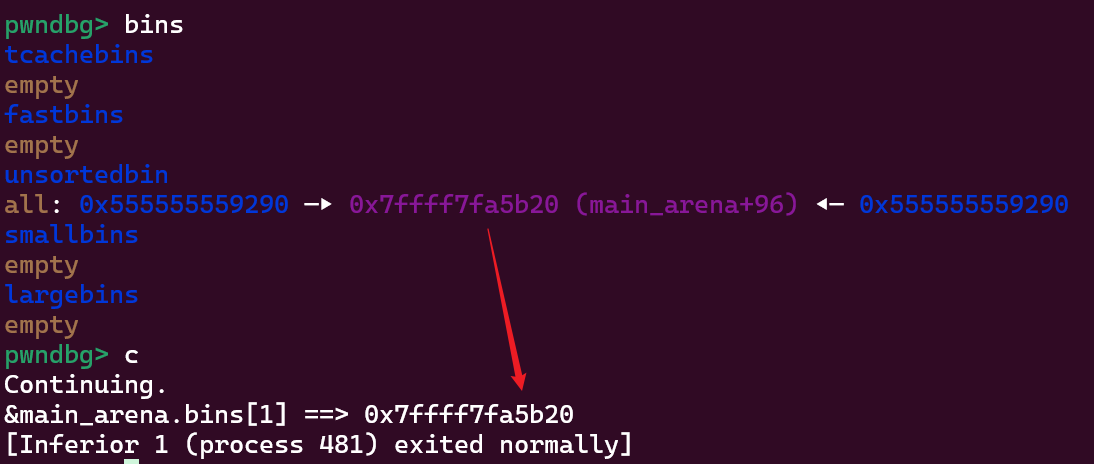 pwndbg> bins
tcachebins
empty
fastbins
empty
unsortedbin
all: 0x555555559290 —▸ 0x7ffff7fa5b20 (main_arena+96) ◂— 0x555555559290
smallbins
empty
largebins
empty
pwndbg> c
Continuing.
&main_arena.bins[1] ==> 0x7ffff7fa5b20
[Inferior 1 (process 481) exited normally]